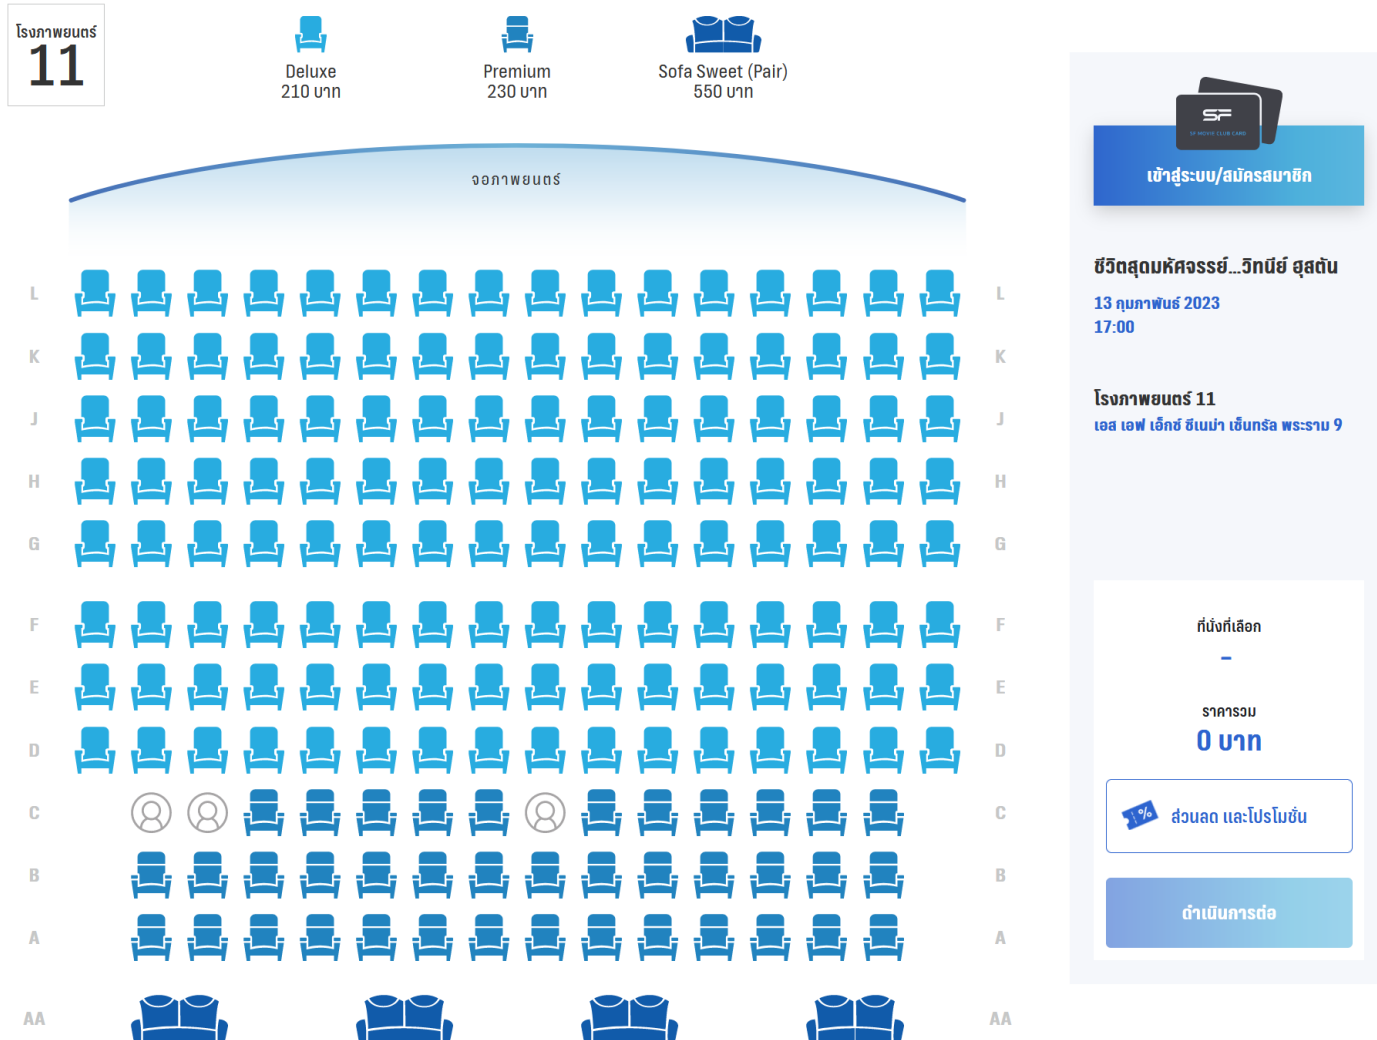 โรงภาพยนตร์
11
Deluxe
210 บาท
Premium
230 บาท
Sofa Sweet (Pair)
550 บาท
จอภาพยนตร์
L L
K K
J J
H H
G G
F F
E E
D D
C C
B B
A A
AA AA
SF
SF MOVIE CLUB CARD
เข้าสู่ระบบ/สมัครสมาชิก
ชีวิตสุดมหัศจรรย์...วิทนีย์ ฮุสตัน
13 กุมภาพันธ์ 2023
17:00
โรงภาพยนตร์ 11
เอส เอฟ เอ็กซ์ ซีเนม่า เซ็นทรัล พระราม 9
ที่นั่งที่เลือก
–
ราคารวม
0 บาท
%
ส่วนลด และโปรโมชั่น
ดำเนินการต่อ